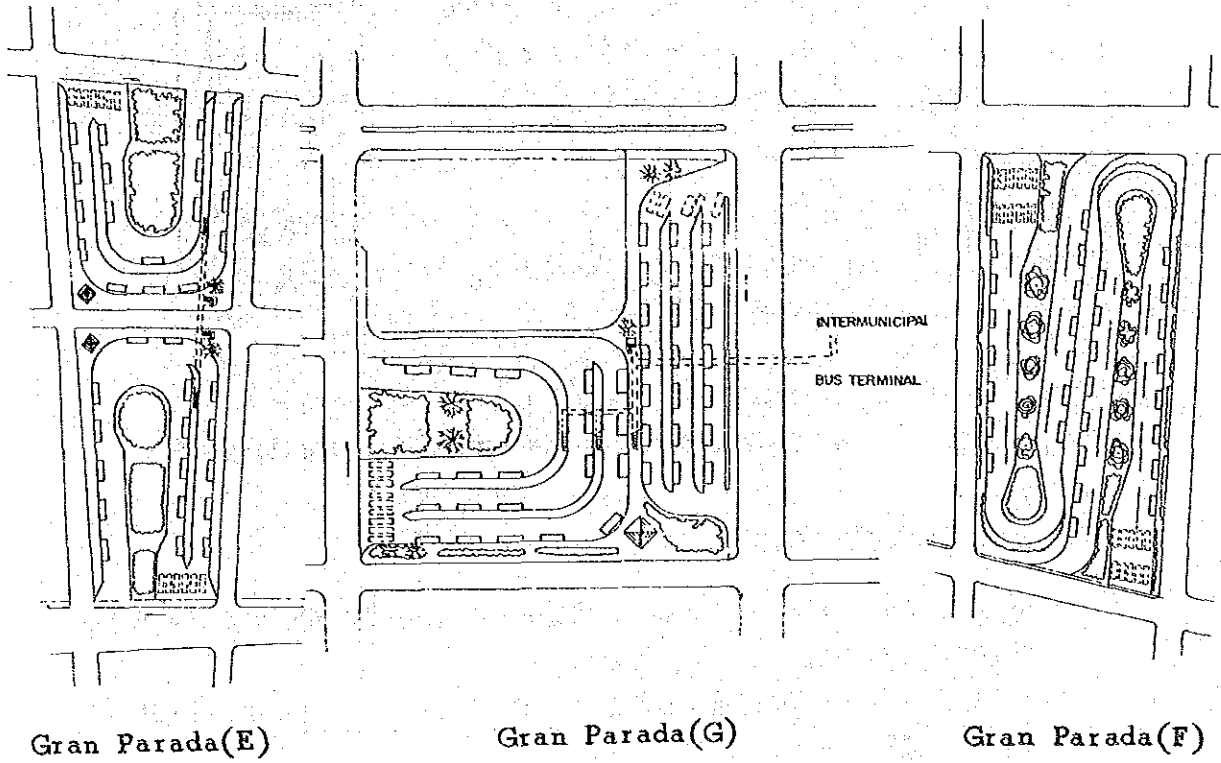 INTERMUNICIPAL
BUS TERMINAL
Gran Parada(E)
Gran Parada(G)
Gran Parada(F)